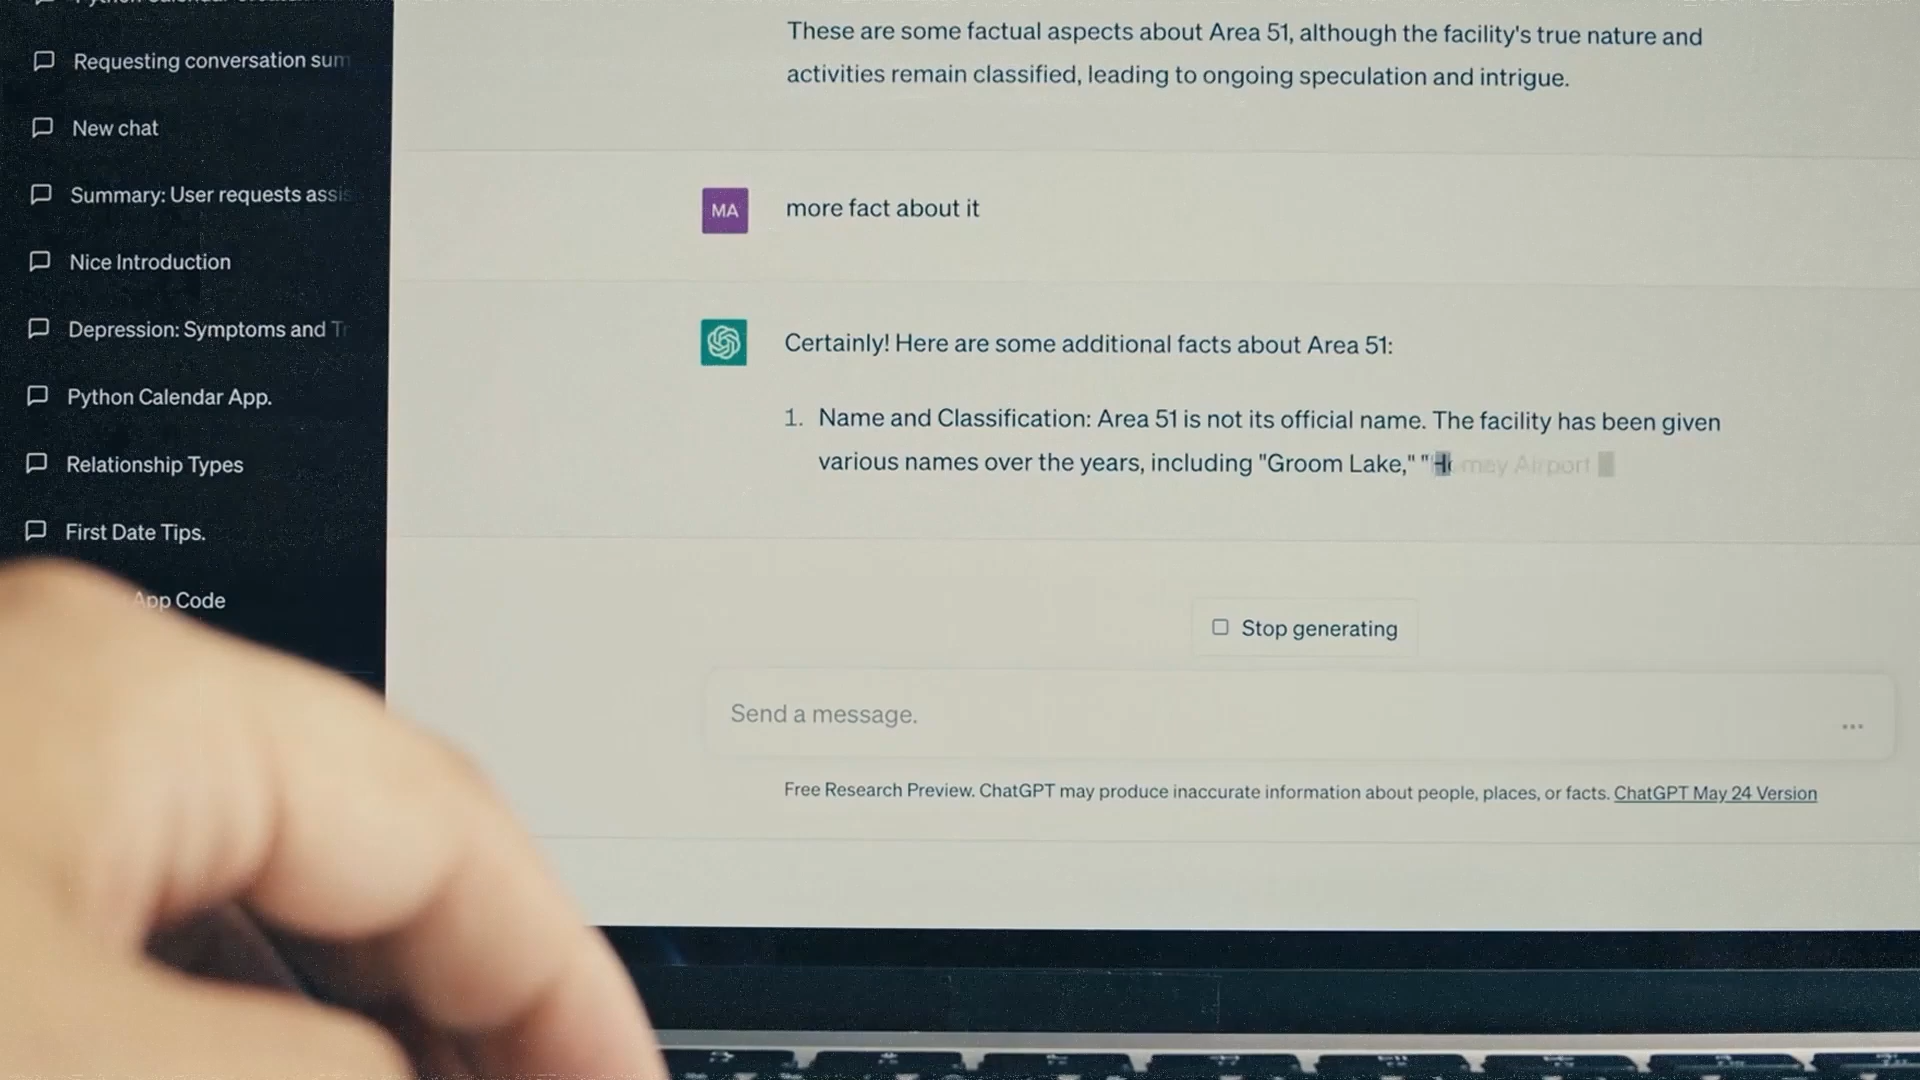 Requesting conversation sum
New chat
Summary: User requests assis
Nice Introduction
Depression: Symptoms and Tr
Python Calendar App.
Relationship Types
First Date Tips.
App Code
These are some factual aspects about Area 51, although the facility's true nature and
activities remain classified, leading to ongoing speculation and intrigue.
MA
more fact about it
Certainly! Here are some additional facts about Area 51:
1. Name and Classification: Area 51 is not its official name. The facility has been given
various names over the years, including "Groom Lake," "Homey Airport
Stop generating
Send a message.
...
Free Research Preview. ChatGPT may produce inaccurate information about people, places, or facts. ChatGPT May 24 Version